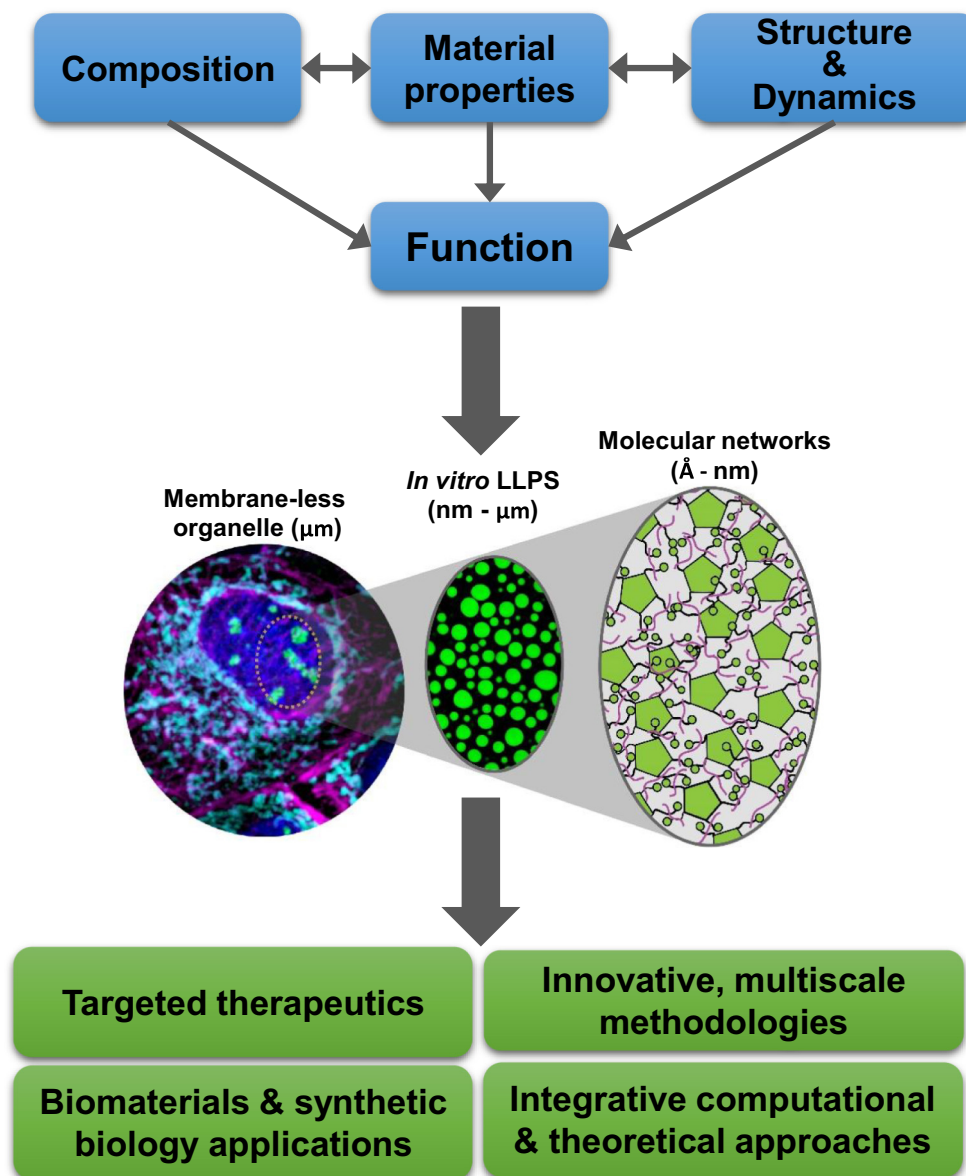 Composition
Material
properties
Structure
&
Dynamics
Function
Molecular networks
(Å - nm)
In vitro LLPS
(nm - μm)
Membrane-less
organelle (μm)
Targeted therapeutics
Innovative, multiscale
methodologies
Biomaterials & synthetic
biology applications
Integrative computational
& theoretical approaches